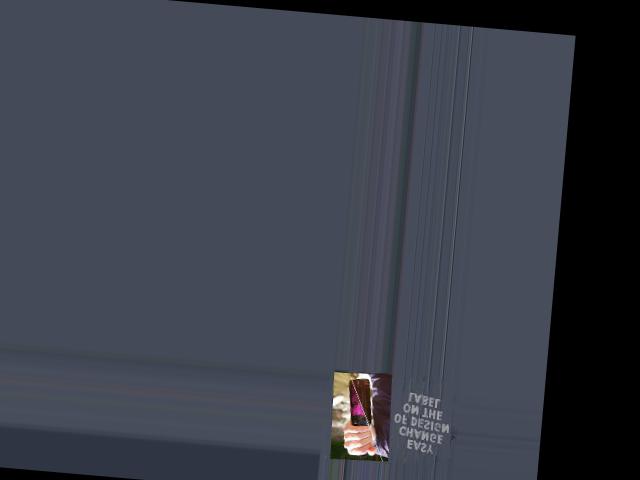 EASY
CHANGE
OF DESIGN
ON THE
LABEL